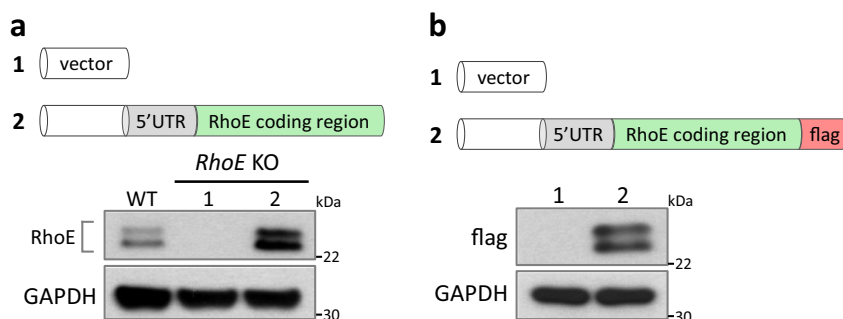 a
1 vector
2 5'UTR RhoE coding region
RhoE KO
WT 1 2 kDa
RhoE
22
GAPDH
30
b
1 vector
2 5'UTR RhoE coding region flag
1 2 kDa
flag
22
GAPDH
30